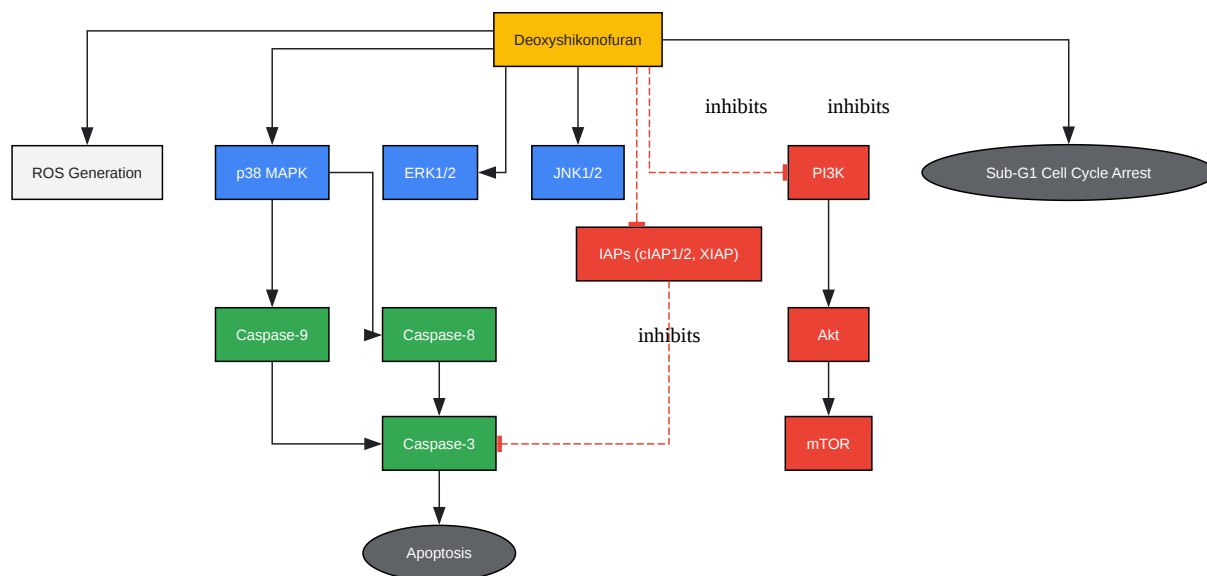 Deoxyshikonofuran
inhibits
inhibits
ROS Generation
p38 MAPK
ERK1/2
JNK1/2
PI3K
Sub-G1 Cell Cycle Arrest
IAPs (cIAP1/2, XIAP)
Caspase-9
Caspase-8
inhibits
Akt
Caspase-3
mTOR
Apoptosis